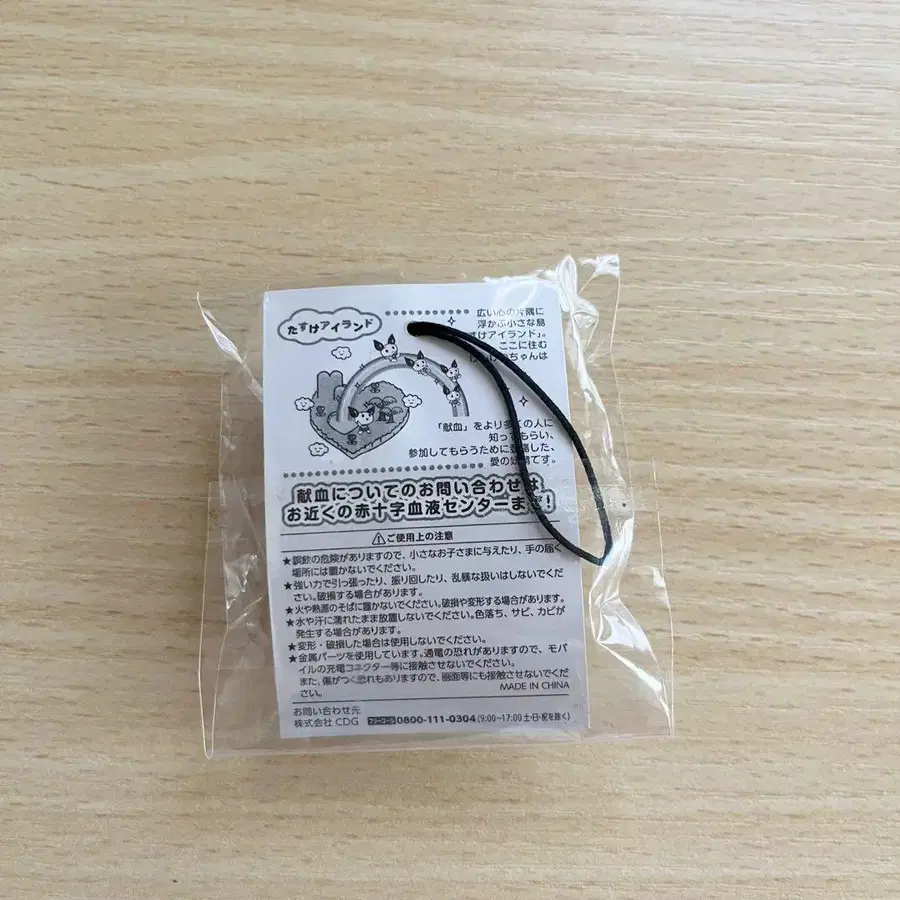 たすけアイランド
広い心の片隅に
浮かぶ小さな島
すけアイランド』。
ここに住む
ちゃんは
「献血」をより多くの人に
知ってもらい、
参加してもらうために登場した、
愛の妖精です。
献血についてのお問い合わせは
お近くの赤十字血液センターまで!
⚠ご使用上の注意
★誤飲の危険がありますので、小さなお子さまに与えたり、手の届く
場所には置かないでください。
★強い力で引っ張ったり、振り回したり、乱暴な扱いはしないでくだ
さい。破損する場合があります。
★火や熱源のそばに置かないでください。破損や変形する場合があります。
★水や汗に濡れたまま放置しないでください。色落ち、サビ、カビが
発生する場合があります。
★変形・破損した場合は使用しないでください。
★金属パーツを使用しています。通電の恐れがありますので、モバ
イルの充電コネクター等に接触させないでください。
また、傷がつく恐れもありますので、画面等にも接触させないでくだ
さい。 MADE IN CHINA
お問い合わせ元
株式会社 CDG フリーコール 0800-111-0304 (9:00~17:00 土・日・祝を除く)